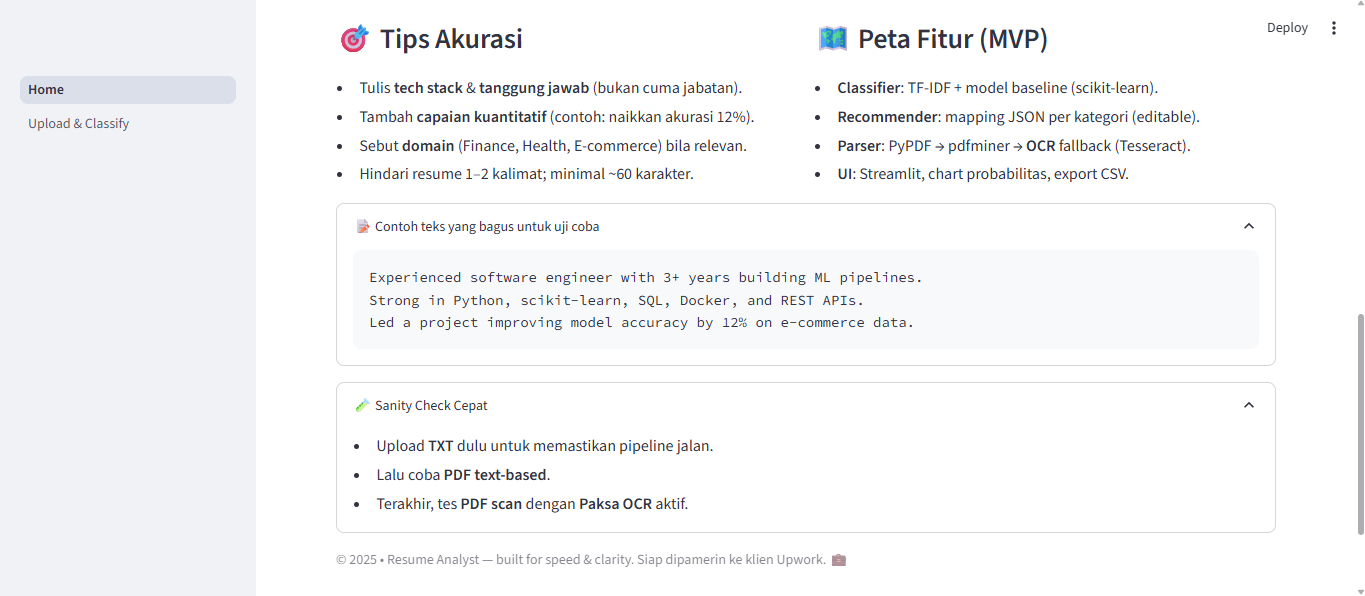 Deploy
Home
Upload & Classify
Tips Akurasi
Tulis tech stack & tanggung jawab (bukan cuma jabatan).
Tambah capaian kuantitatif (contoh: naikkan akurasi 12%).
Sebut domain (Finance, Health, E-commerce) bila relevan.
Hindari resume 1–2 kalimat; minimal ~60 karakter.
Peta Fitur (MVP)
Classifier: TF-IDF + model baseline (scikit-learn).
Recommender: mapping JSON per kategori (editable).
Parser: PyPDF → pdfminer → OCR fallback (Tesseract).
UI: Streamlit, chart probabilitas, export CSV.
Contoh teks yang bagus untuk uji coba
Experienced software engineer with 3+ years building ML pipelines.
Strong in Python, scikit-learn, SQL, Docker, and REST APIs.
Led a project improving model accuracy by 12% on e-commerce data.
Sanity Check Cepat
Upload TXT dulu untuk memastikan pipeline jalan.
Lalu coba PDF text-based.
Terakhir, tes PDF scan dengan Paksa OCR aktif.
© 2025 • Resume Analyst — built for speed & clarity. Siap dipamerin ke klien Upwork.